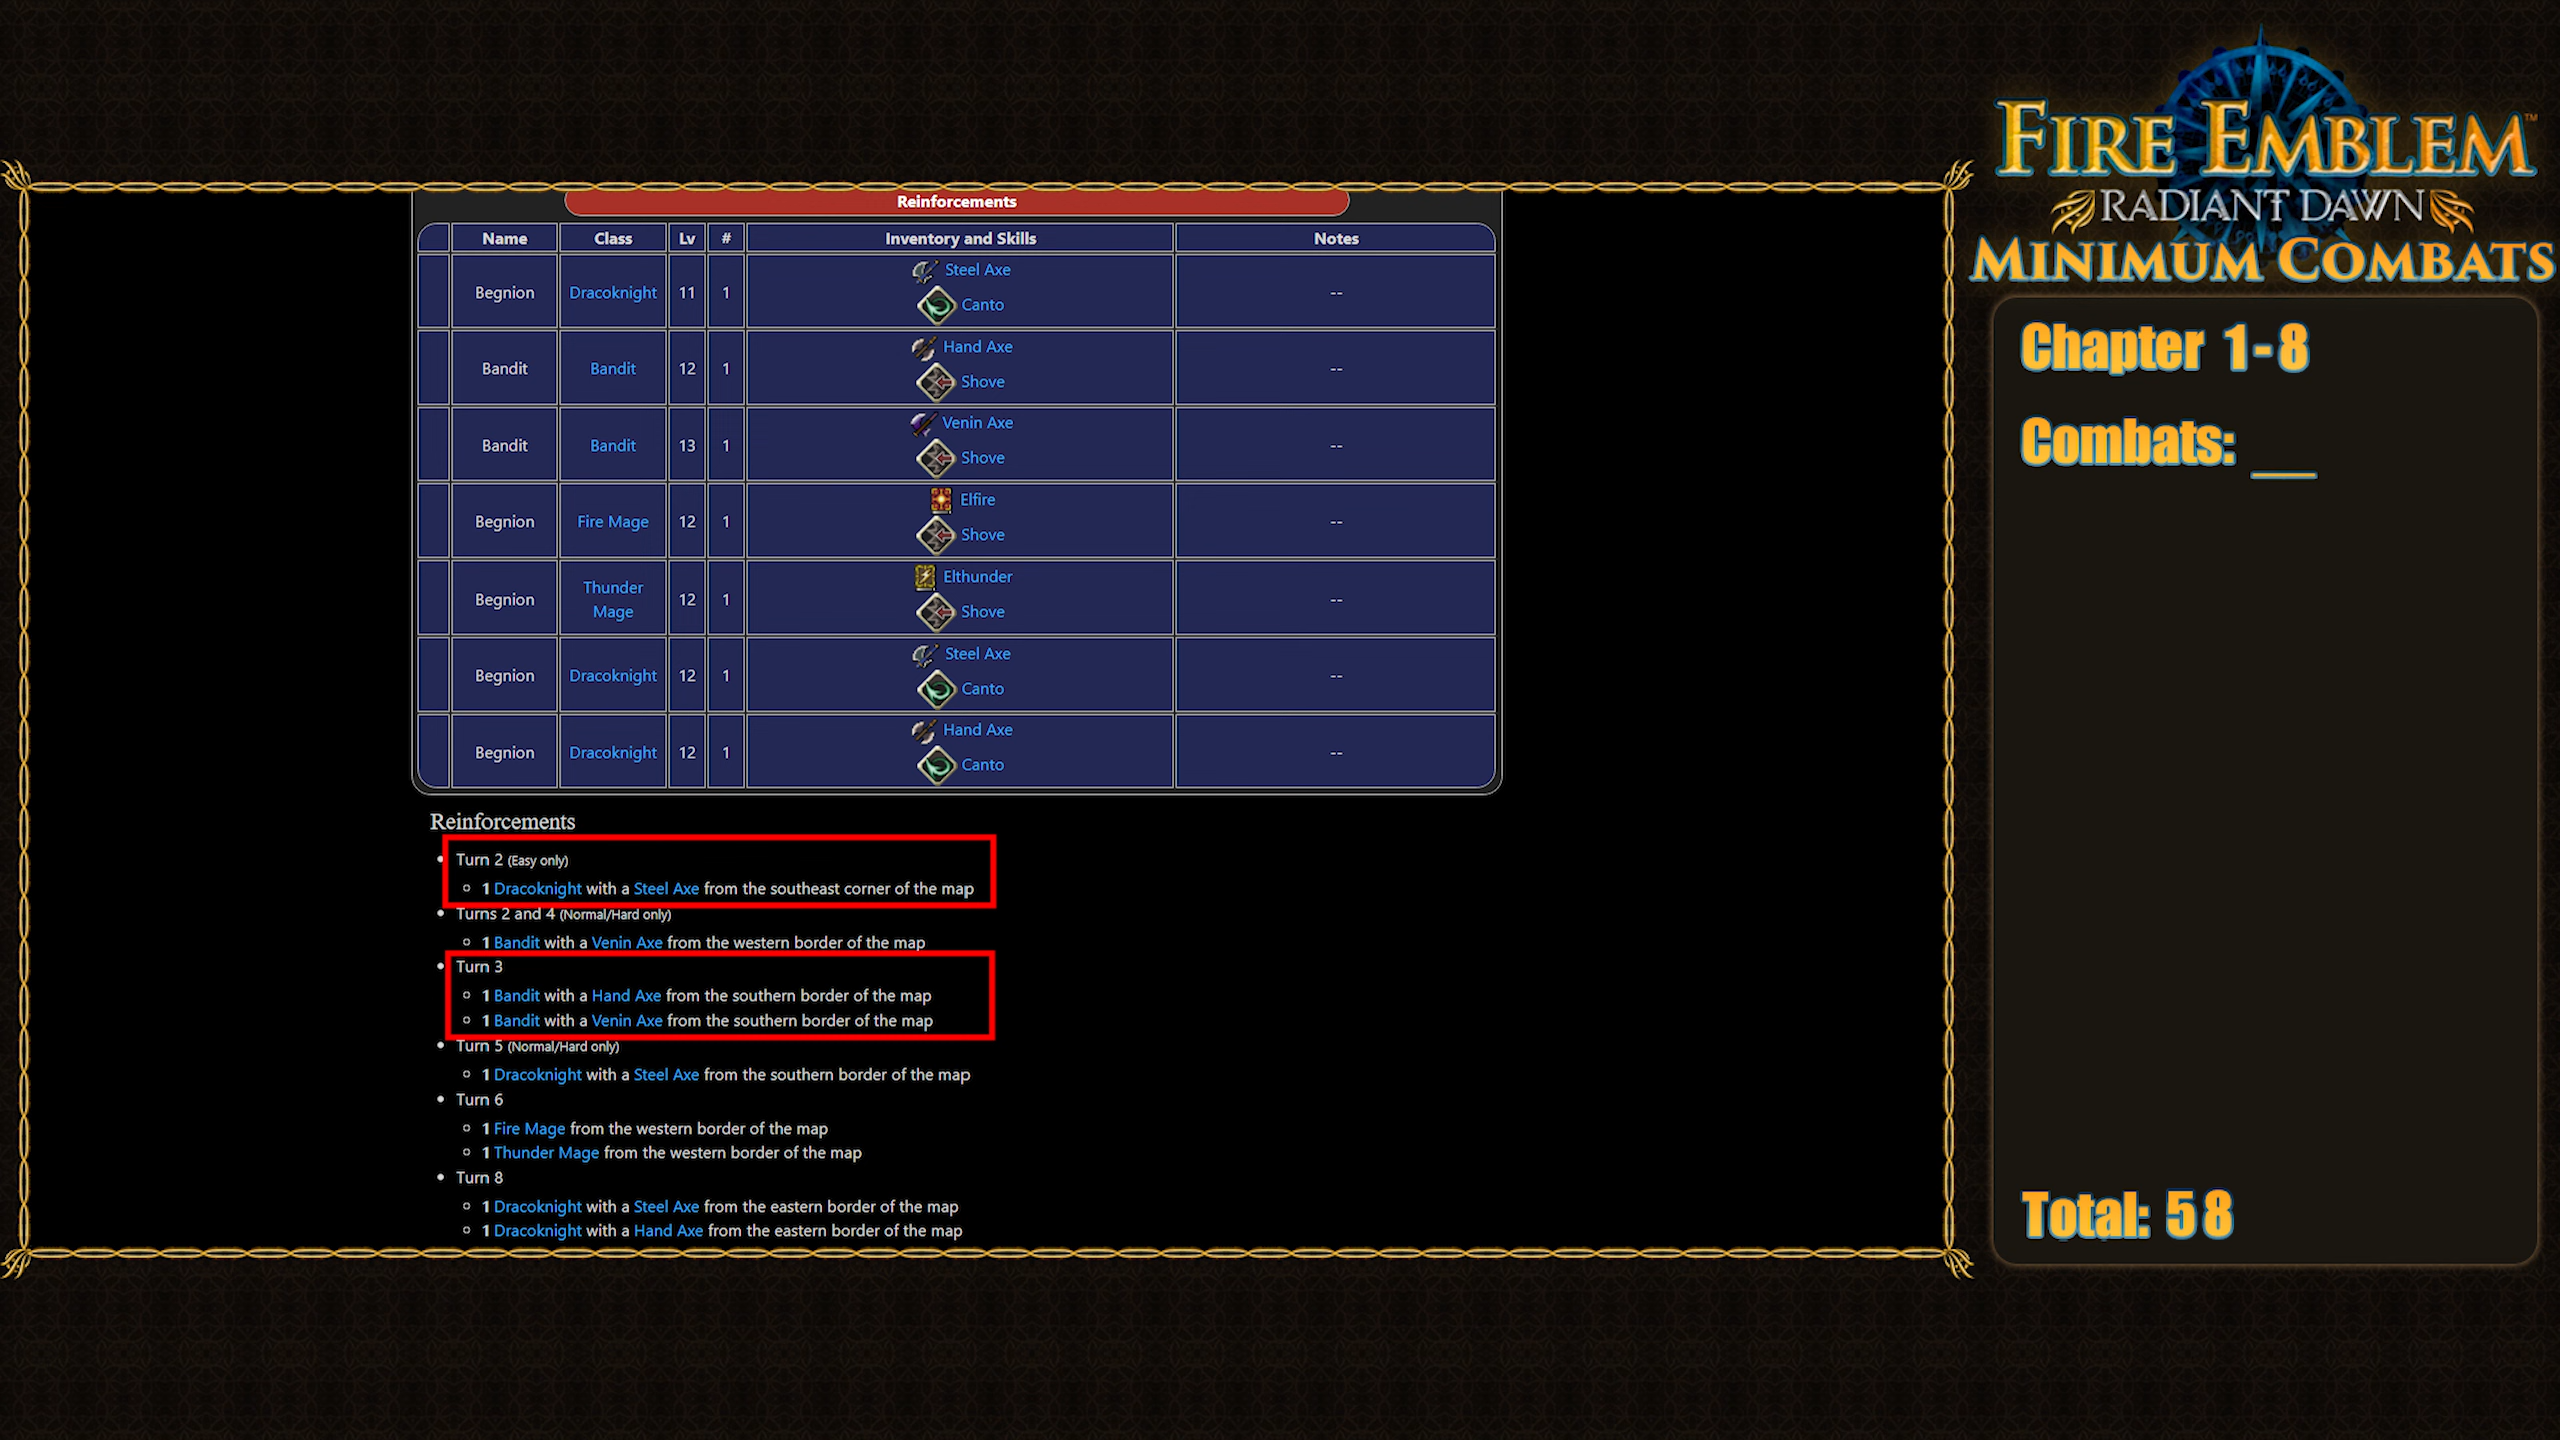 FIRE EMBLEM™
RADIANT DAWN
MINIMUM COMBATS
Chapter 1-8
Combats: __
Total: 58
Reinforcements
Name Class Lv # Inventory and Skills Notes
Begnion Dracoknight 11 1 Steel Axe --
Canto
Bandit Bandit 12 1 Hand Axe --
Shove
Bandit Bandit 13 1 Venin Axe --
Shove
Begnion Fire Mage 12 1 Elfire --
Shove
Begnion Thunder Mage 12 1 Elthunder --
Shove
Begnion Dracoknight 12 1 Steel Axe --
Canto
Begnion Dracoknight 12 1 Hand Axe --
Canto
Reinforcements
• Turn 2 (Easy only)
1 Dracoknight with a Steel Axe from the southeast corner of the map
• Turns 2 and 4 (Normal/Hard only)
1 Bandit with a Venin Axe from the western border of the map
• Turn 3
1 Bandit with a Hand Axe from the southern border of the map
1 Bandit with a Venin Axe from the southern border of the map
• Turn 5 (Normal/Hard only)
1 Dracoknight with a Steel Axe from the southern border of the map
• Turn 6
1 Fire Mage from the western border of the map
1 Thunder Mage from the western border of the map
• Turn 8
1 Dracoknight with a Steel Axe from the eastern border of the map
1 Dracoknight with a Hand Axe from the eastern border of the map